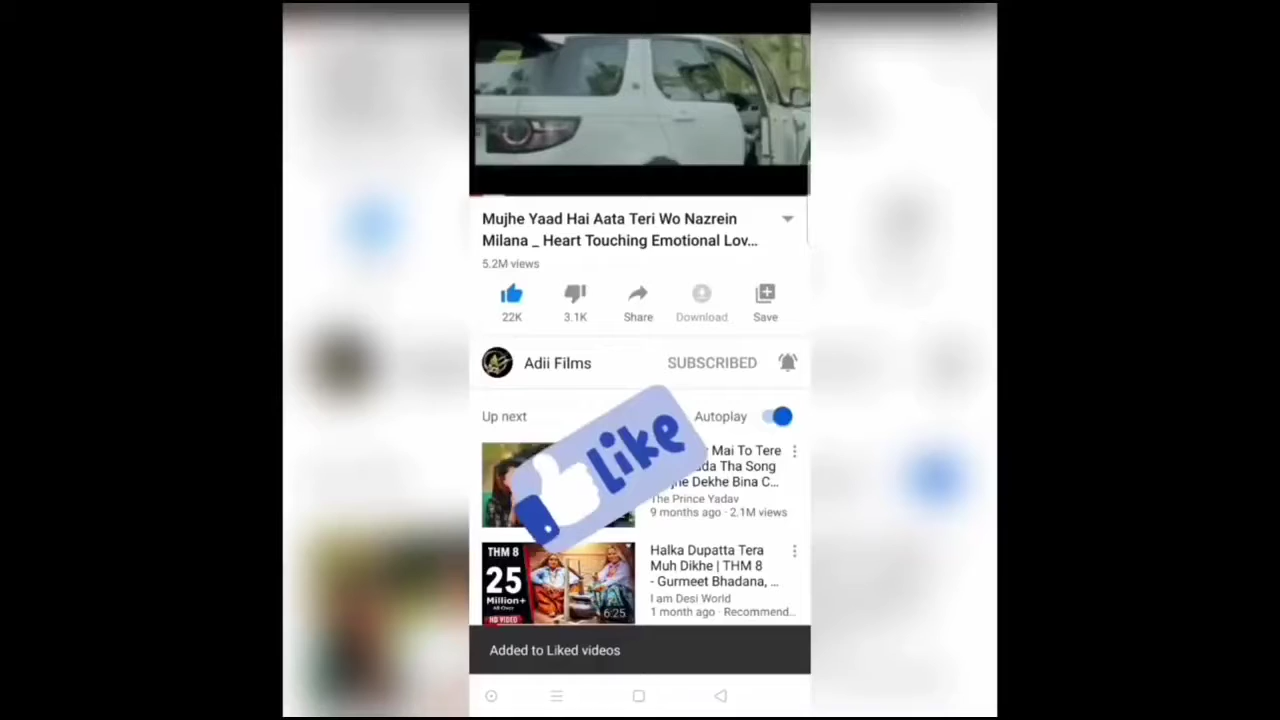 Mujhe Yaad Hai Aata Teri Wo Nazrein
Milana _ Heart Touching Emotional Lov...
5.2M views
22K
3.1K
Share
Download
Save
Adii Films
SUBSCRIBED
Up next
Autoplay
Like
Mai To Tere
Tha Song
Dekhe Bina C...
The Prince Yadav
9 months ago · 2.1M views
THM 8
25
Million+
All Over
HD VIDEO
6:25
Halka Dupatta Tera
Muh Dikhe | THM 8
- Gurmeet Bhadana, ...
I am Desi World
1 month ago · Recommend...
Added to Liked videos